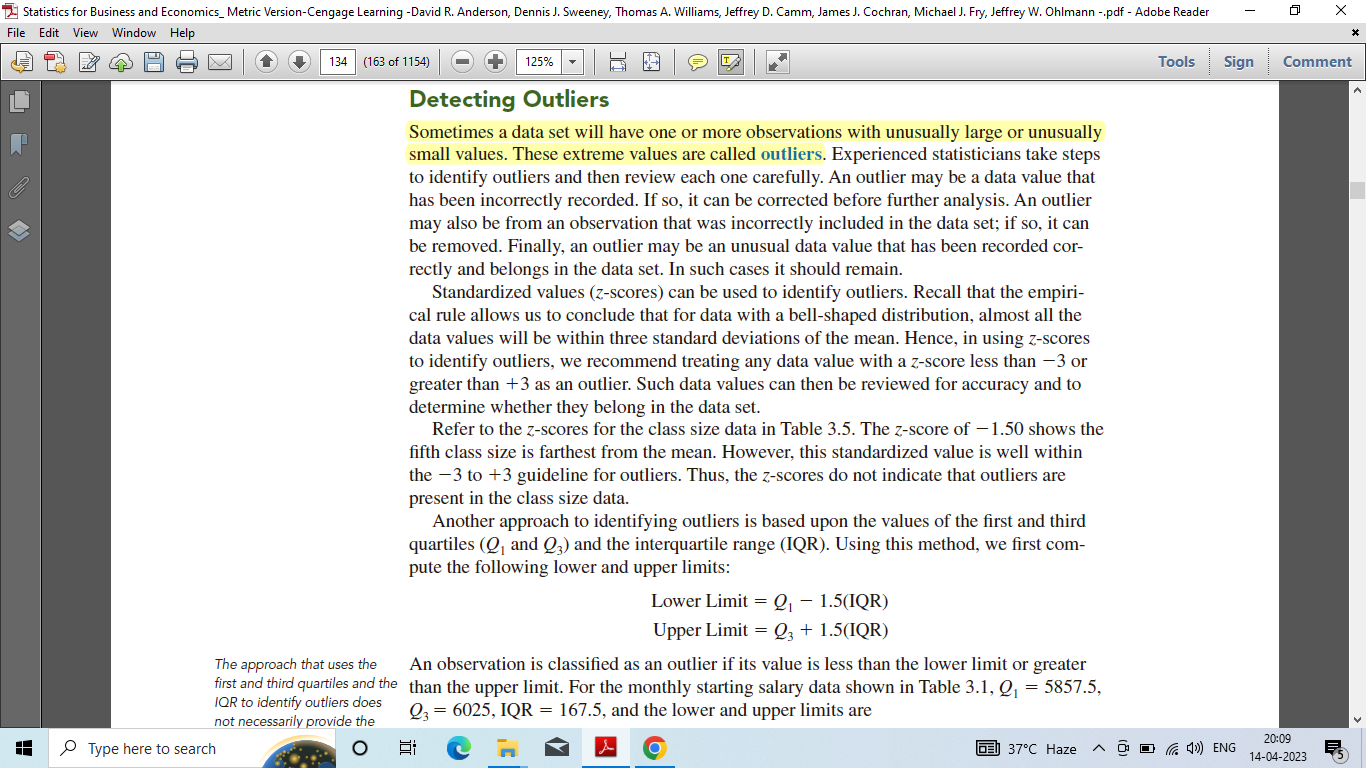 Statistics for Business and Economics_ Metric Version-Cengage Learning -David R. Anderson, Dennis J. Sweeney, Thomas A. Williams, Jeffrey D. Camm, James J. Cochran, Michael J. Fry, Jeffrey W. Ohlmann -.pdf - Adobe Reader
File Edit View Window Help
134 (163 of 1154) 125% Tools Sign Comment
Detecting Outliers
Sometimes a data set will have one or more observations with unusually large or unusually
small values. These extreme values are called outliers. Experienced statisticians take steps
to identify outliers and then review each one carefully. An outlier may be a data value that
has been incorrectly recorded. If so, it can be corrected before further analysis. An outlier
may also be from an observation that was incorrectly included in the data set; if so, it can
be removed. Finally, an outlier may be an unusual data value that has been recorded cor-
rectly and belongs in the data set. In such cases it should remain.
Standardized values (z-scores) can be used to identify outliers. Recall that the empiri-
cal rule allows us to conclude that for data with a bell-shaped distribution, almost all the
data values will be within three standard deviations of the mean. Hence, in using z-scores
to identify outliers, we recommend treating any data value with a z-score less than −3 or
greater than +3 as an outlier. Such data values can then be reviewed for accuracy and to
determine whether they belong in the data set.
Refer to the z-scores for the class size data in Table 3.5. The z-score of −1.50 shows the
fifth class size is farthest from the mean. However, this standardized value is well within
the −3 to +3 guideline for outliers. Thus, the z-scores do not indicate that outliers are
present in the class size data.
Another approach to identifying outliers is based upon the values of the first and third
quartiles (Q₁ and Q₃) and the interquartile range (IQR). Using this method, we first com-
pute the following lower and upper limits:
Lower Limit = Q₁ − 1.5(IQR)
Upper Limit = Q₃ + 1.5(IQR)
An observation is classified as an outlier if its value is less than the lower limit or greater
than the upper limit. For the monthly starting salary data shown in Table 3.1, Q₁ = 5857.5,
Q₃ = 6025, IQR = 167.5, and the lower and upper limits are
The approach that uses the
first and third quartiles and the
IQR to identify outliers does
not necessarily provide the
Type here to search
37°C Haze ENG
20:09
14-04-2023
5